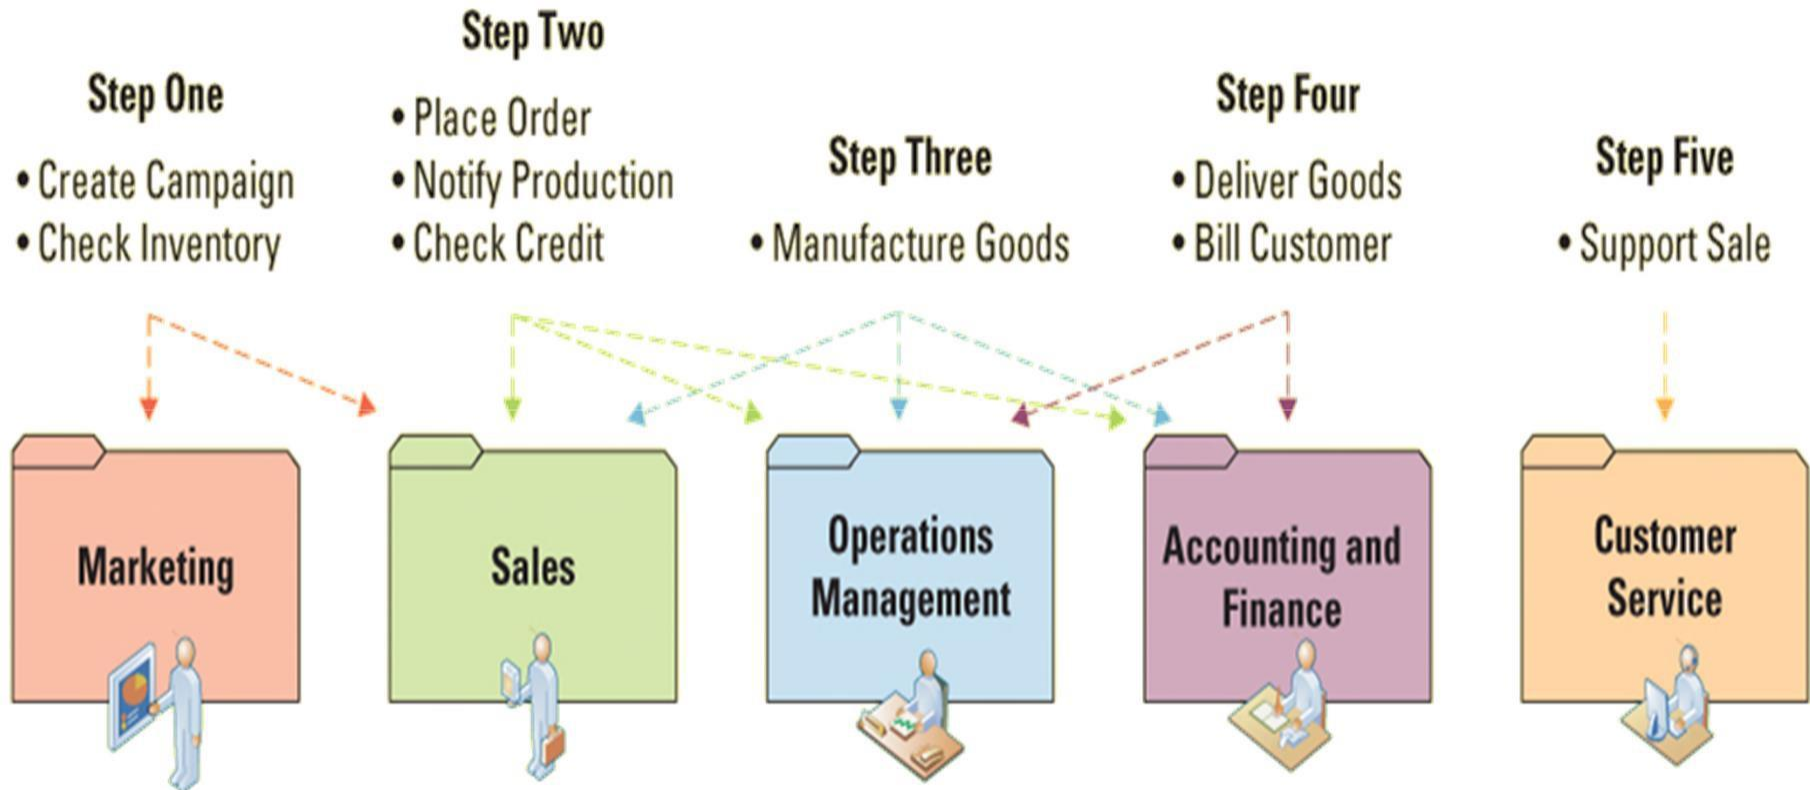 Step One
• Create Campaign
• Check Inventory
Step Two
• Place Order
• Notify Production
• Check Credit
Step Three
• Manufacture Goods
Step Four
• Deliver Goods
• Bill Customer
Step Five
• Support Sale
Marketing
Sales
Operations
Management
Accounting and
Finance
Customer
Service